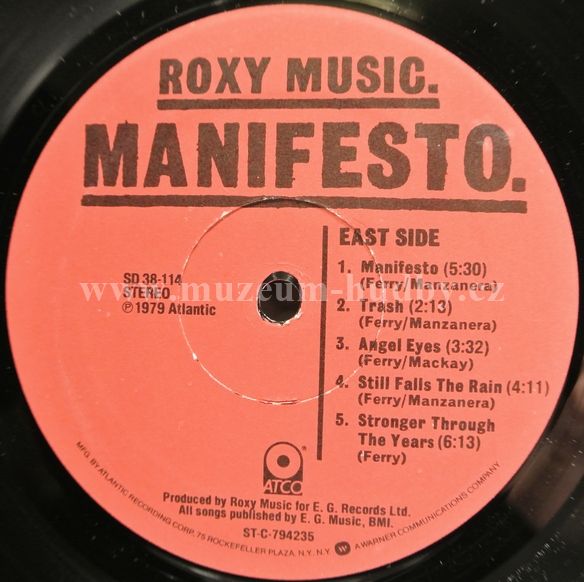 ROXY MUSIC.
MANIFESTO.
EAST SIDE
SD 38-114
STEREO
℗ 1979 Atlantic
1. Manifesto (5:30)
(Ferry/Manzanera)
2. Trash (2:13)
(Ferry/Manzanera)
3. Angel Eyes (3:32)
(Ferry/Mackay)
4. Still Falls The Rain (4:11)
(Ferry/Manzanera)
5. Stronger Through
The Years (6:13)
(Ferry)
www.muzeum-hudby.cz
ATCO
Produced by Roxy Music for E. G. Records Ltd.
All songs published by E. G. Music, BMI.
ST-C-794235
MFG. BY ATLANTIC RECORDING CORP. 75 ROCKEFELLER PLAZA, N.Y. N.Y. W A WARNER COMMUNICATIONS COMPANY